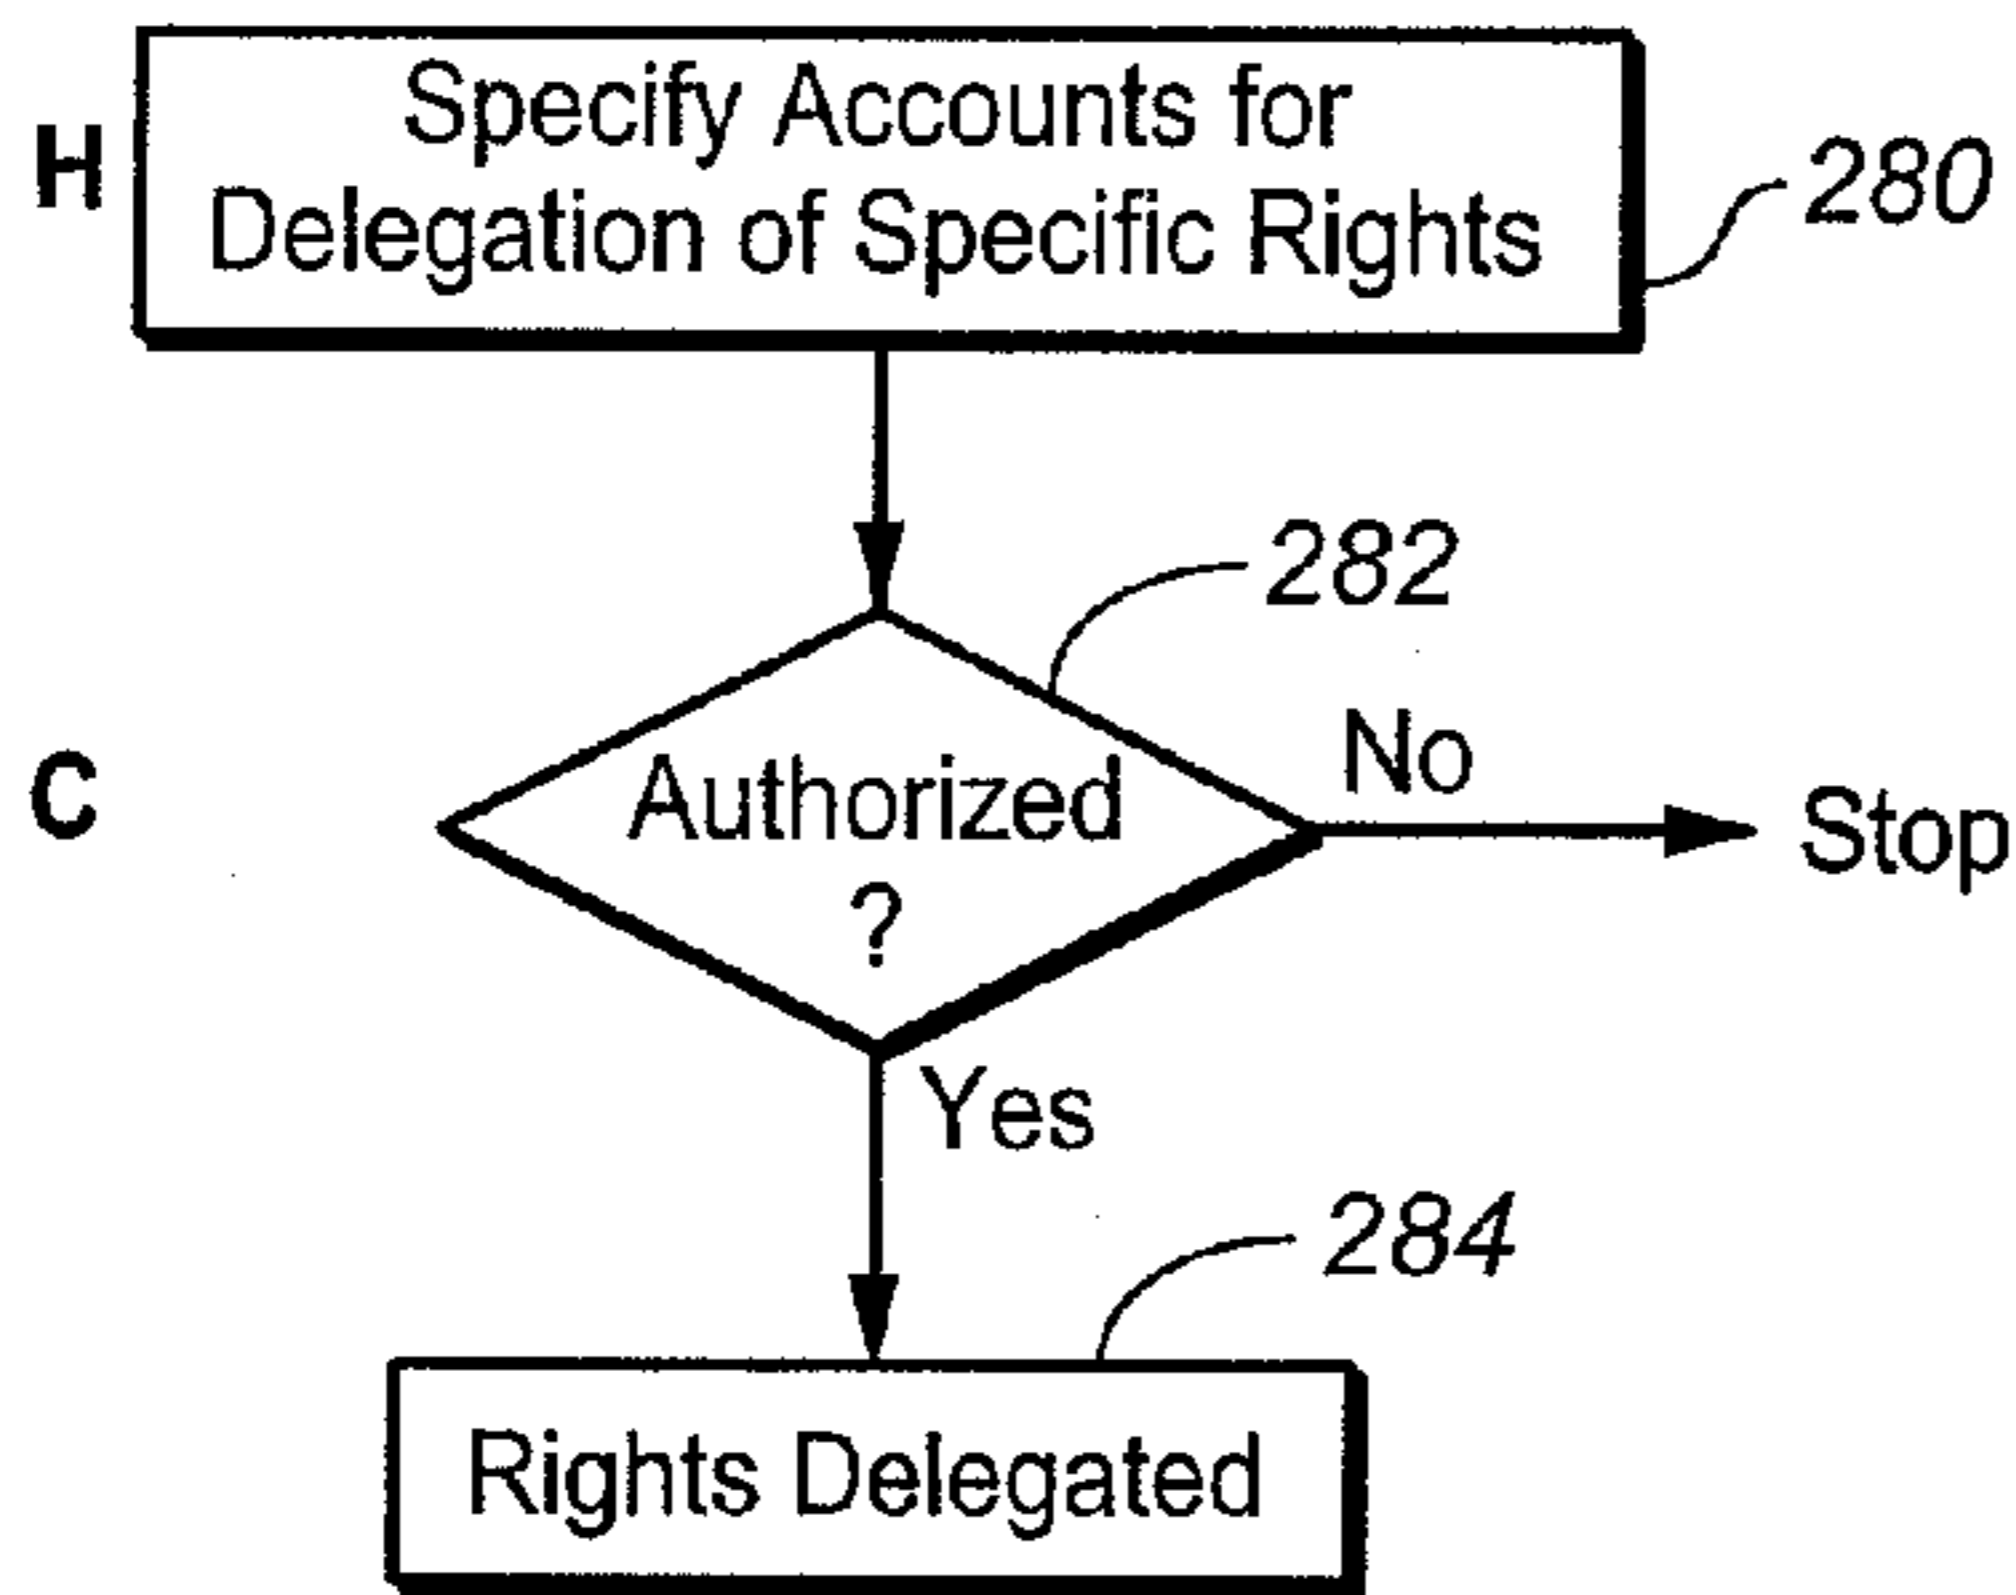 Specify Accounts for
H
Delegation of Specific Rights
280
282
No
C
Authorized
Stop
?
Yes
284
Rights Delegated